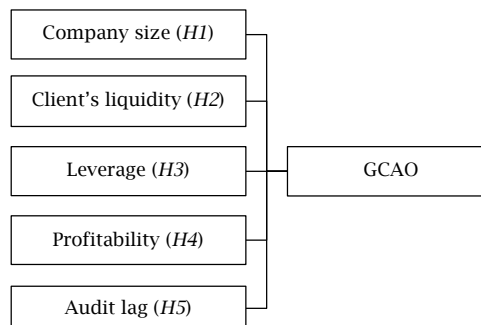 Company size (H1)
Client's liquidity (H2)
Leverage (H3)
GCAO
Profitability (H4)
Audit lag (H5)